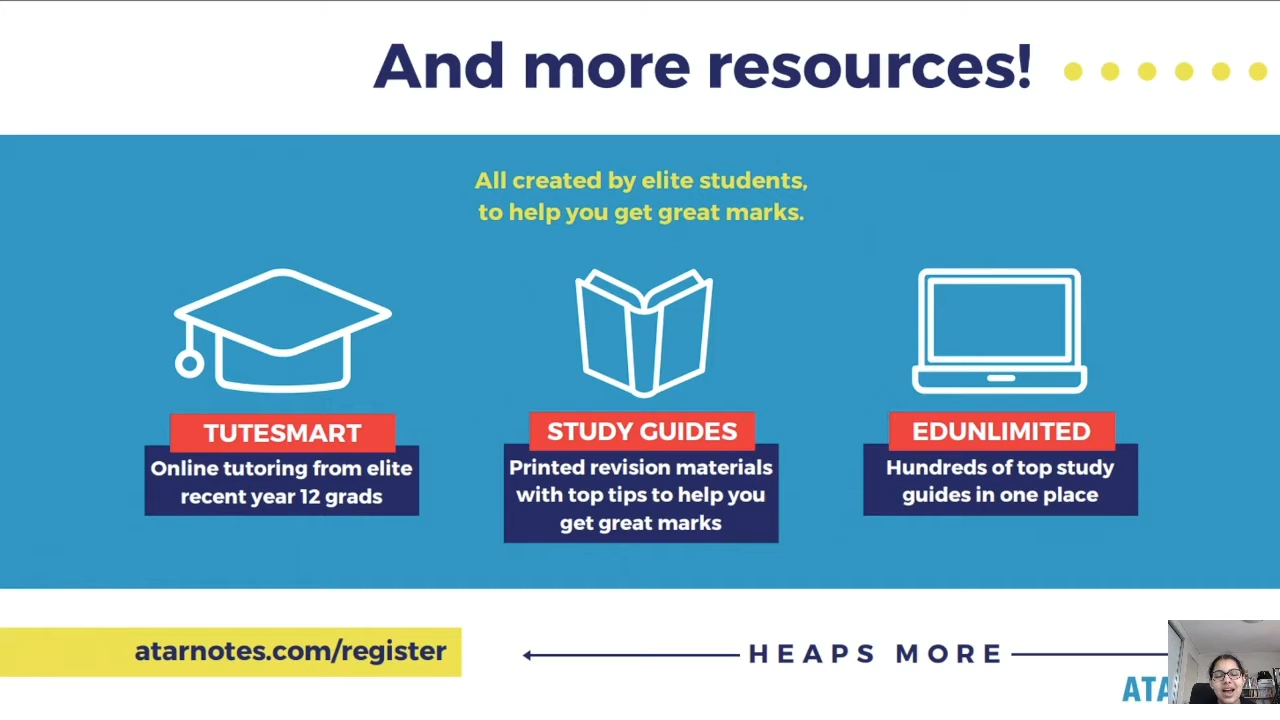 And more resources!
All created by elite students,
to help you get great marks.
TUTESMART
Online tutoring from elite
recent year 12 grads
STUDY GUIDES
Printed revision materials
with top tips to help you
get great marks
EDUNLIMITED
Hundreds of top study
guides in one place
atarnotes.com/register
HEAPS MORE